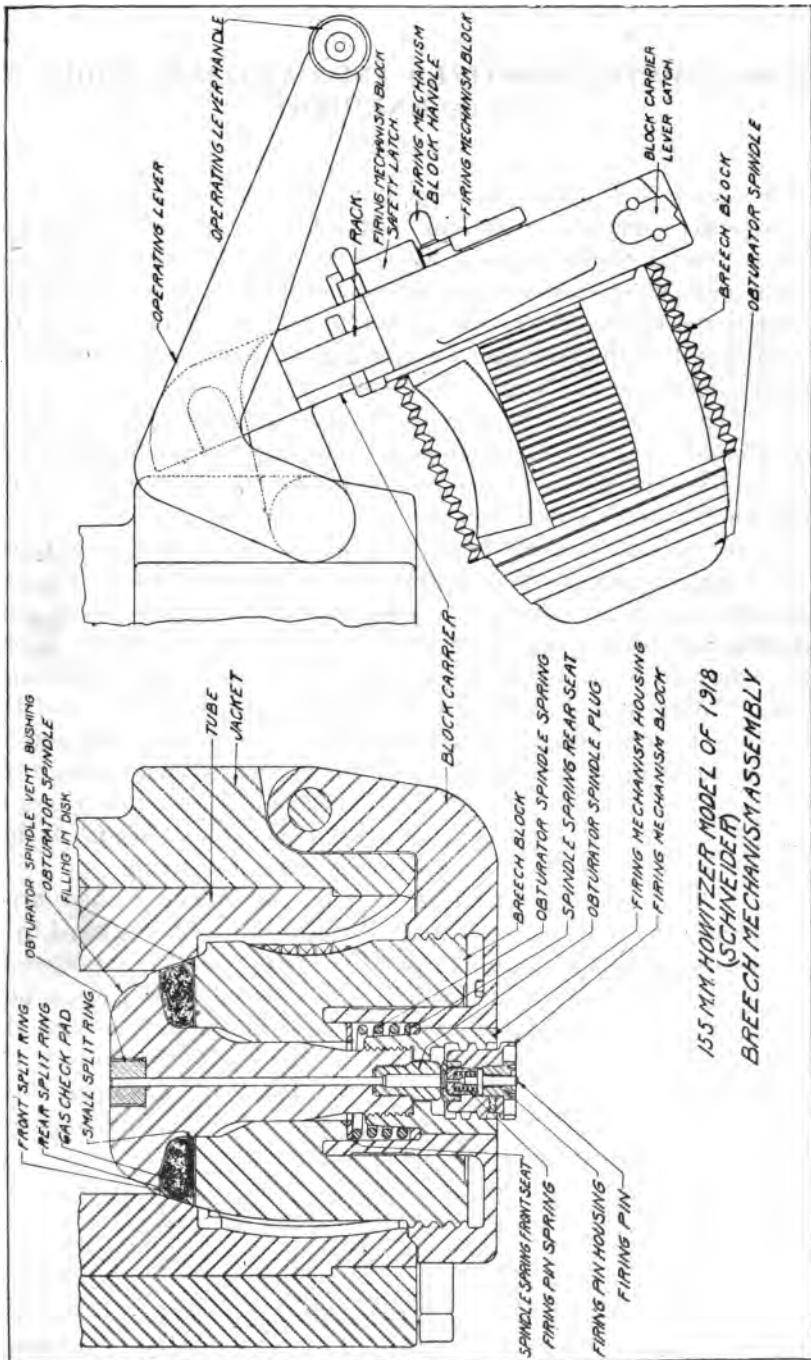 FRONT SPLIT RING
REAR SPLIT RING
GAS CHECK PAD
SMALL SPLIT RING
OBTURATOR SPINDLE VENT BUSHING
OBTURATOR SPINDLE
FILLING IN DISK
TUBE
JACKET
BLOCK CARRIER
BREECH BLOCK
OBTURATOR SPINDLE SPRING
SPINDLE SPRING REAR SEAT
OBTURATOR SPINDLE PLUG
FIRING MECHANISM HOUSING
FIRING MECHANISM BLOCK
SPINDLE SPRING FRONT SEAT
FIRING PIN SPRING
FIRING PIN HOUSING
FIRING PIN
OPERATING LEVER
OPERATING LEVER HANDLE
RACK
FIRING MECHANISM BLOCK
SAFETY LATCH
FIRING MECHANISM
BLOCK HANDLE
FIRING MECHANISM BLOCK
BLOCK CARRIER
LEVER CATCH
BREECH BLOCK
OBTURATOR SPINDLE
155 M.M. HOWITZER MODEL OF 1918
(SCHNEIDER)
BREECH MECHANISM ASSEMBLY